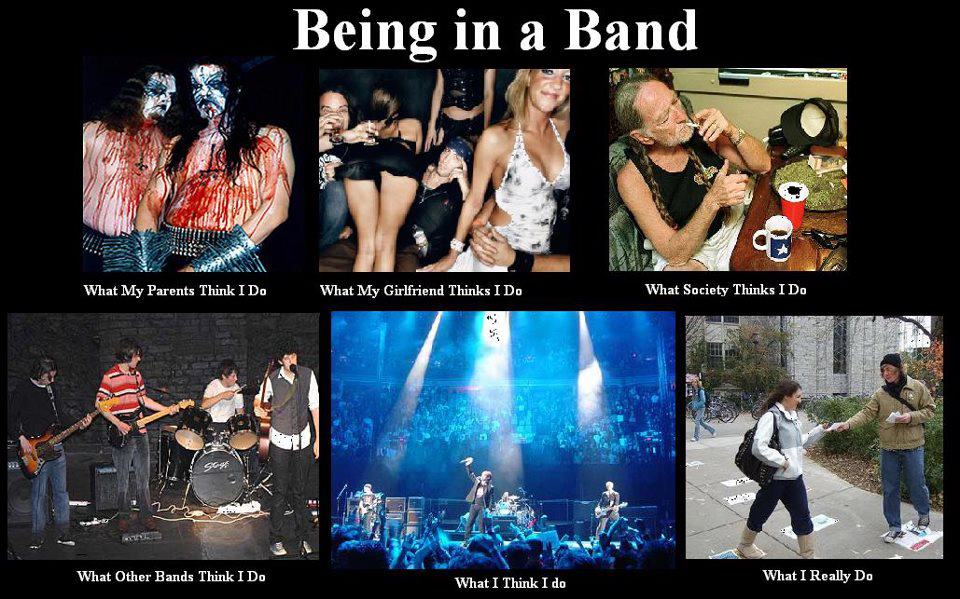 Being in a Band
What My Parents Think I Do
What My Girlfriend Thinks I Do
What Society Thinks I Do
What Other Bands Think I Do
What I Think I do
What I Really Do